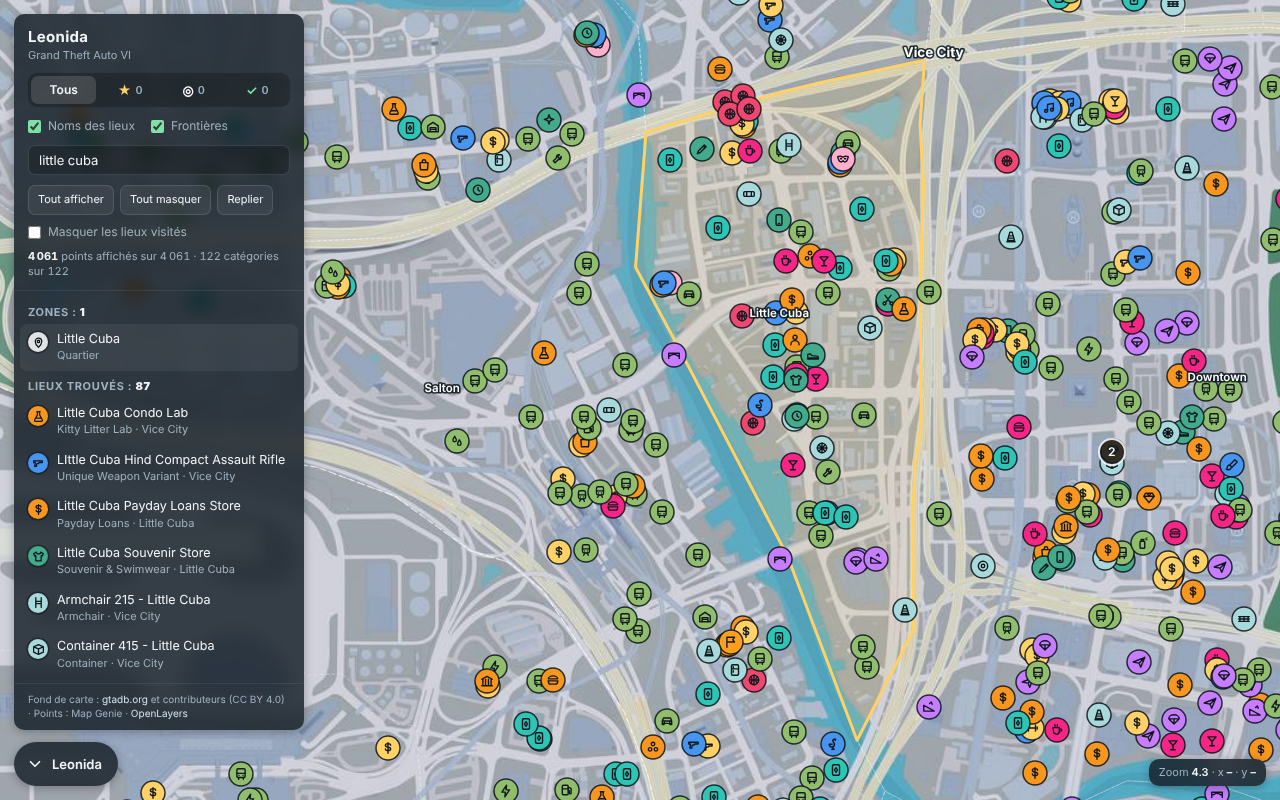 Leonida
Grand Theft Auto VI
Tous
0
0
0
Noms des lieux
Frontières
little cuba
Tout afficher
Tout masquer
Replier
Masquer les lieux visités
4 061 points affichés sur 4 061 · 122 catégories
sur 122
ZONES : 1
Little Cuba
Quartier
LIEUX TROUVÉS : 87
Little Cuba Condo Lab
Kitty Litter Lab · Vice City
LIttle Cuba Hind Compact Assault Rifle
Unique Weapon Variant · Vice City
Little Cuba Payday Loans Store
Payday Loans · Little Cuba
Little Cuba Souvenir Store
Souvenir & Swimwear · Little Cuba
Armchair 215 - Little Cuba
Armchair · Vice City
Container 415 - Little Cuba
Container · Vice City
Fond de carte : gtadb.org et contributeurs (CC BY 4.0)
· Points : Map Genie · OpenLayers
Leonida
Vice City
Little Cuba
Salton
Downtown
2
Zoom 4.3 · x – · y –